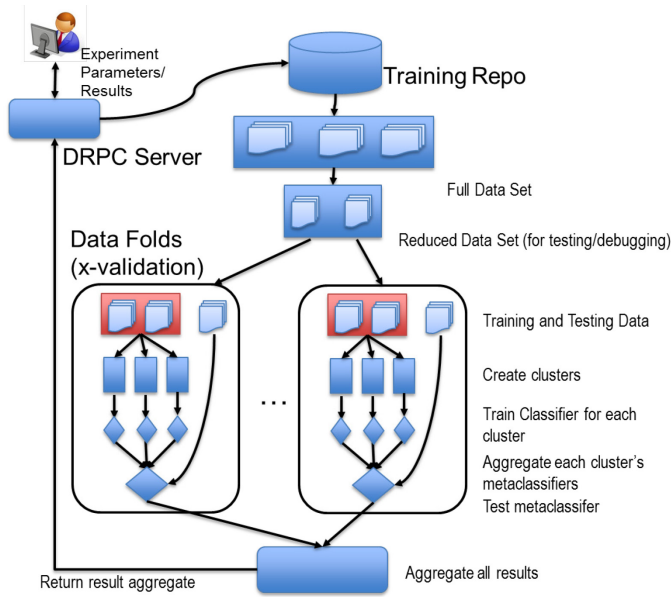 Experiment
Parameters/
Results
Training Repo
DRPC Server
Full Data Set
Reduced Data Set (for testing/debugging)
Data Folds
(x-validation)
Training and Testing Data
Create clusters
...
Train Classifier for each
cluster
Aggregate each cluster's
metaclassifiers
Test metaclassifer
Return result aggregate
Aggregate all results